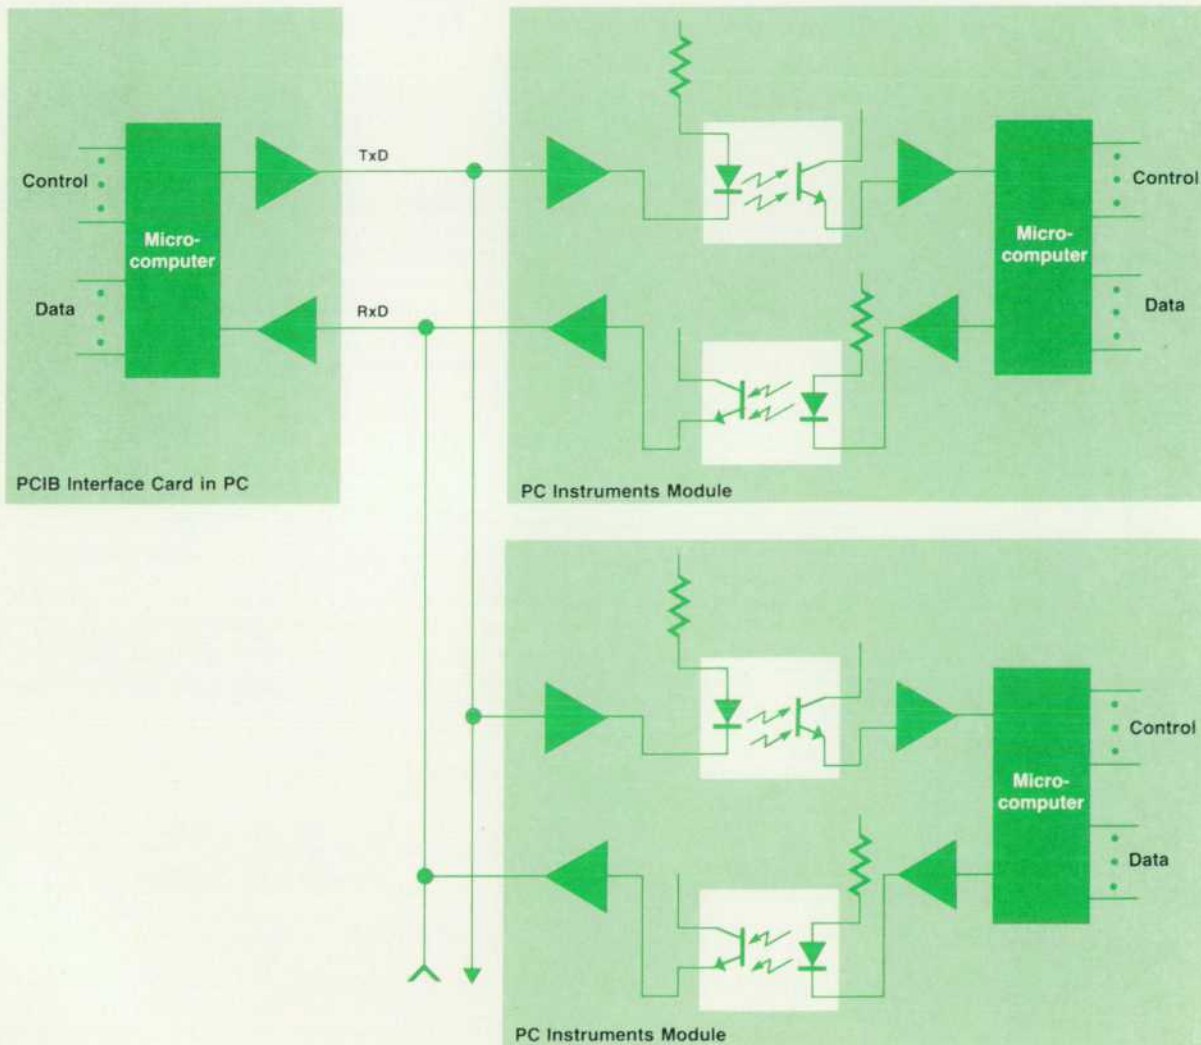 Control
Data
Micro-
computer
TxD
RxD
PCIB Interface Card in PC
Micro-
computer
Control
Data
PC Instruments Module
Micro-
computer
Control
Data
PC Instruments Module